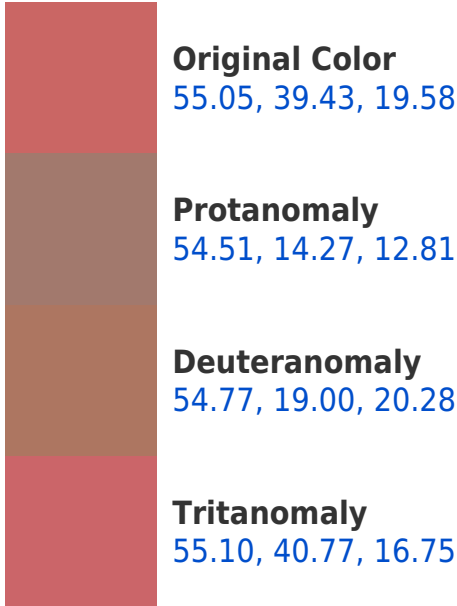 Original Color
55.05, 39.43, 19.58
Protanomaly
54.51, 14.27, 12.81
Deuteranomaly
54.77, 19.00, 20.28
Tritanomaly
55.10, 40.77, 16.75